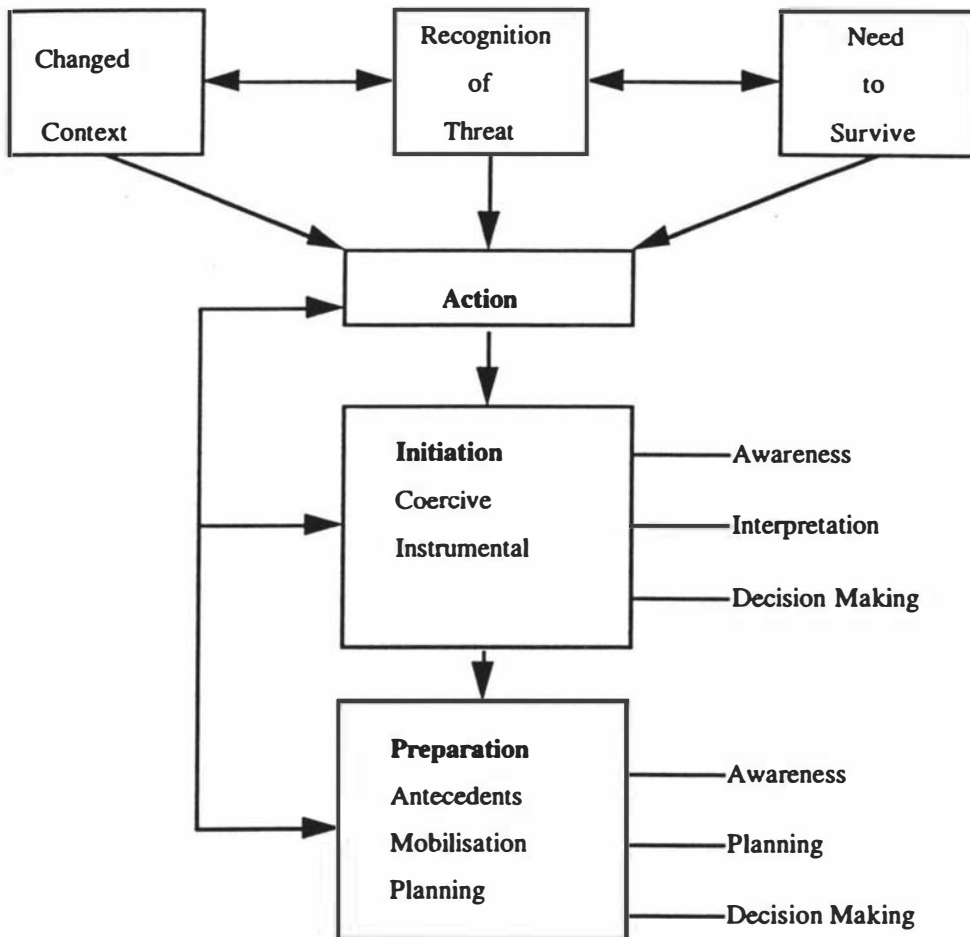 Changed
Context
Recognition
of
Threat
Need
to
Survive
Action
Initiation
Coercive
Instrumental
Awareness
Interpretation
Decision Making
Preparation
Antecedents
Mobilisation
Planning
Awareness
Planning
Decision Making